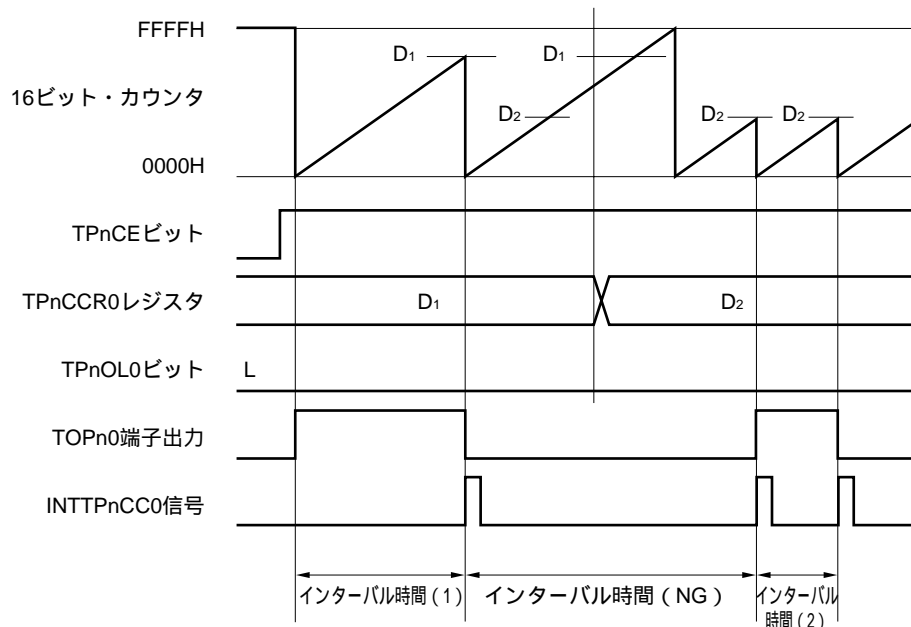 FFFFH
D1
D1
16ビット・カウンタ
D2
D2
D2
0000H
TPnCEビット
TPnCCR0レジスタ
D1
D2
TPnOL0ビット
L
TOPn0端子出力
INTTPnCC0信号
インターバル時間（1）
インターバル時間（NG）
インターバル
時間（2）